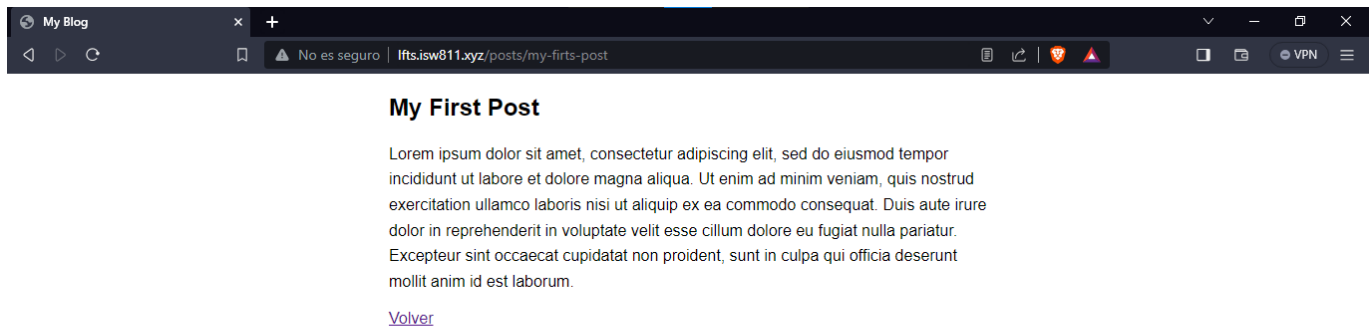 My Blog
No es seguro | lfts.isw811.xyz/posts/my-firts-post
VPN
My First Post
Lorem ipsum dolor sit amet, consectetur adipiscing elit, sed do eiusmod tempor
incididunt ut labore et dolore magna aliqua. Ut enim ad minim veniam, quis nostrud
exercitation ullamco laboris nisi ut aliquip ex ea commodo consequat. Duis aute irure
dolor in reprehenderit in voluptate velit esse cillum dolore eu fugiat nulla pariatur.
Excepteur sint occaecat cupidatat non proident, sunt in culpa qui officia deserunt
mollit anim id est laborum.
Volver